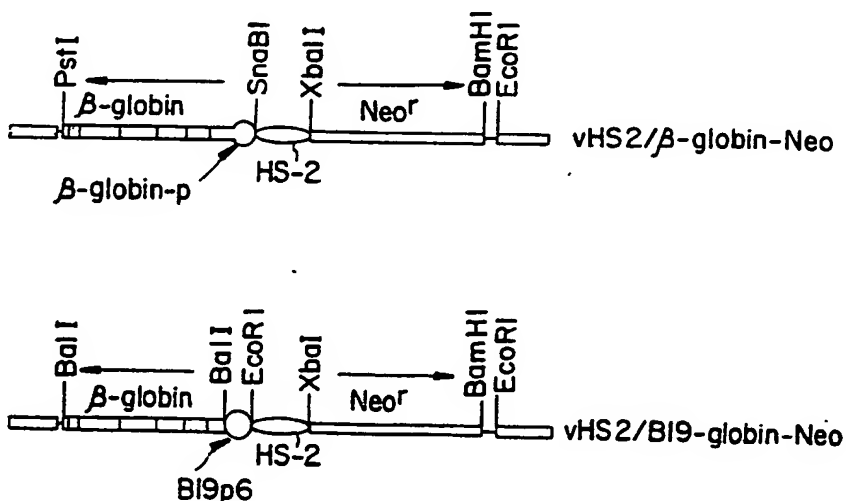 PstI
SnaBI
XbaII
BamHI
EcoRI
β-globin
Neor
vHS2/β-globin-Neo
HS-2
β-globin-p
BalI
BalI
EcoRI
XbaI
BamHI
EcoRI
β-globin
Neor
vHS2/B19-globin-Neo
HS-2
B19p6